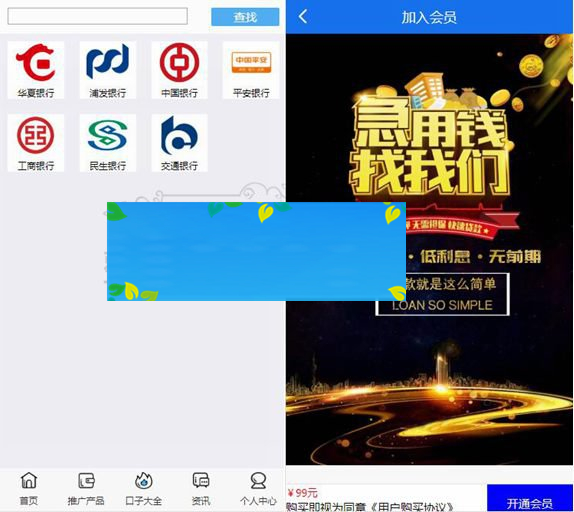 查找
华夏银行
浦发银行
中国银行
中国平安
平安银行
工商银行
民生银行
交通银行
首页
推广产品
口子大全
资讯
个人中心
加入会员
急用钱
找我们
无需担保 快速贷款
·低利息·无前期
款就是这么简单
LOAN SO SIMPLE
￥99元
购买即视为同意《用户购买协议》
开通会员